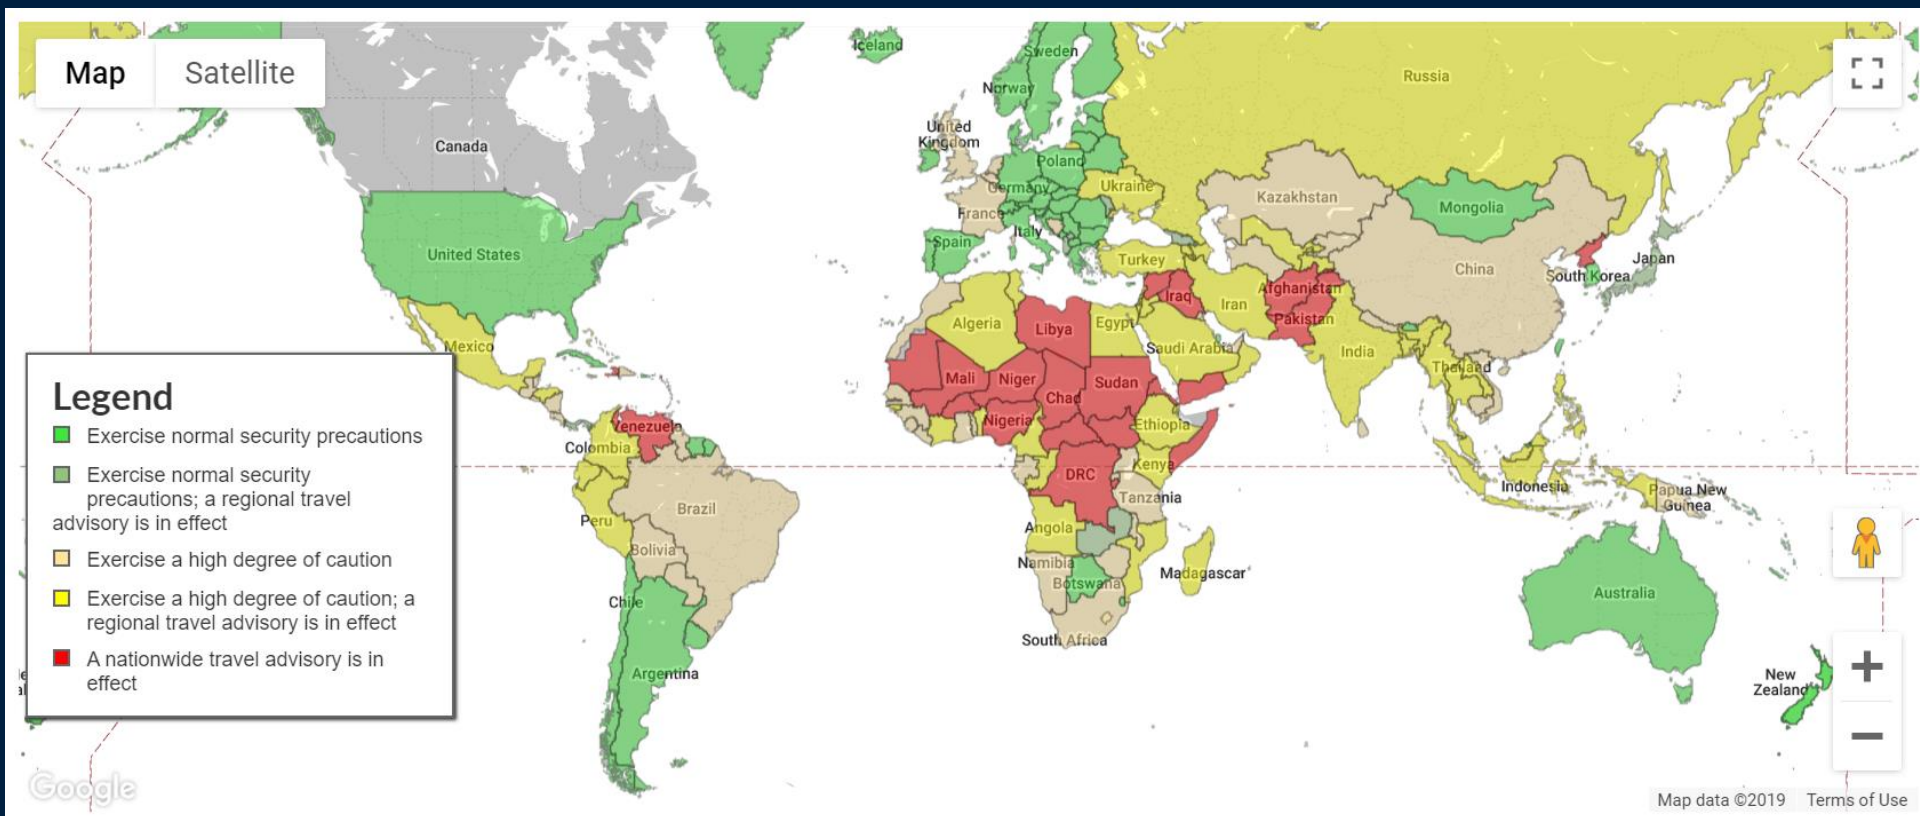 Map
Satellite
Iceland
Sweden
Norway
Russia
United
Kingdom
Canada
Poland
Germany
Ukraine
Kazakhstan
Mongolia
France
Italy
Spain
United States
Turkey
China
South Korea
Japan
Iraq
Afghanistan
Iran
Pakistan
Algeria
Libya
Egypt
Saudi Arabia
India
Mexico
Thailand
Mali
Niger
Chad
Sudan
Nigeria
Ethiopia
Venezuela
Colombia
DRC
Kenya
Indonesia
Papua New
Guinea
Tanzania
Brazil
Peru
Angola
Bolivia
Namibia
Botswana
Madagascar
Chile
Australia
South Africa
Argentina
New
Zealand
Legend
Exercise normal security precautions
Exercise normal security
precautions; a regional travel
advisory is in effect
Exercise a high degree of caution
Exercise a high degree of caution; a
regional travel advisory is in effect
A nationwide travel advisory is in
effect
Google
Map data ©2019
Terms of Use